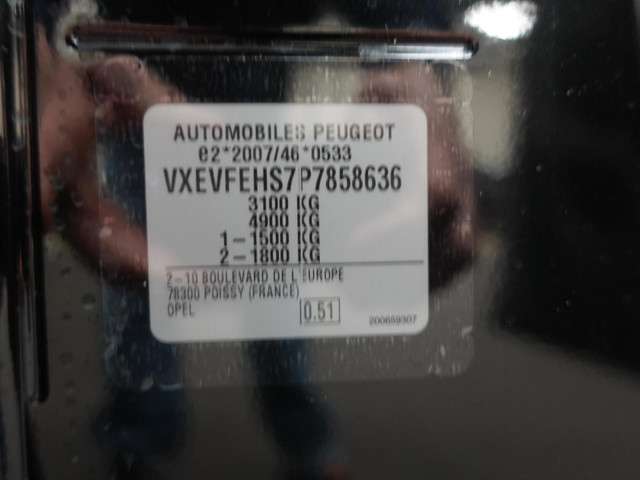 AUTOMOBILES PEUGEOT
e2*2007/46*0533
VXEVFEHS7P7858636
3100 KG
4900 KG
1-1500 KG
2-1800 KG
2-10 BOULEVARD DE L'EUROPE
78300 POISSY (FRANCE)
OPEL
0.51
200659307